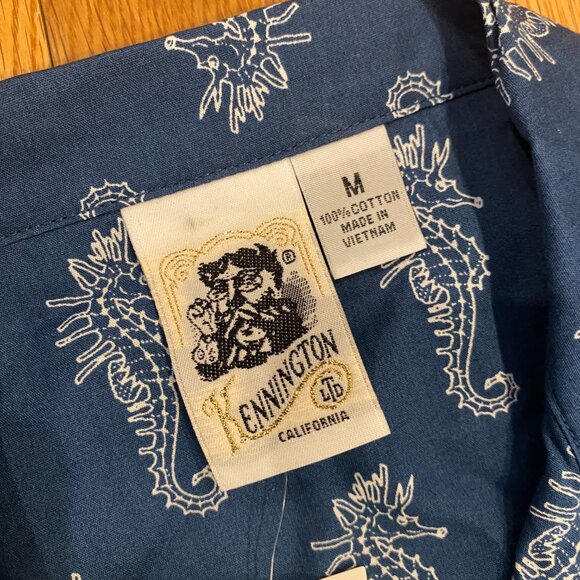 ®
KENNINGTON
LTD
CALIFORNIA
M
100% COTTON
MADE IN
VIETNAM